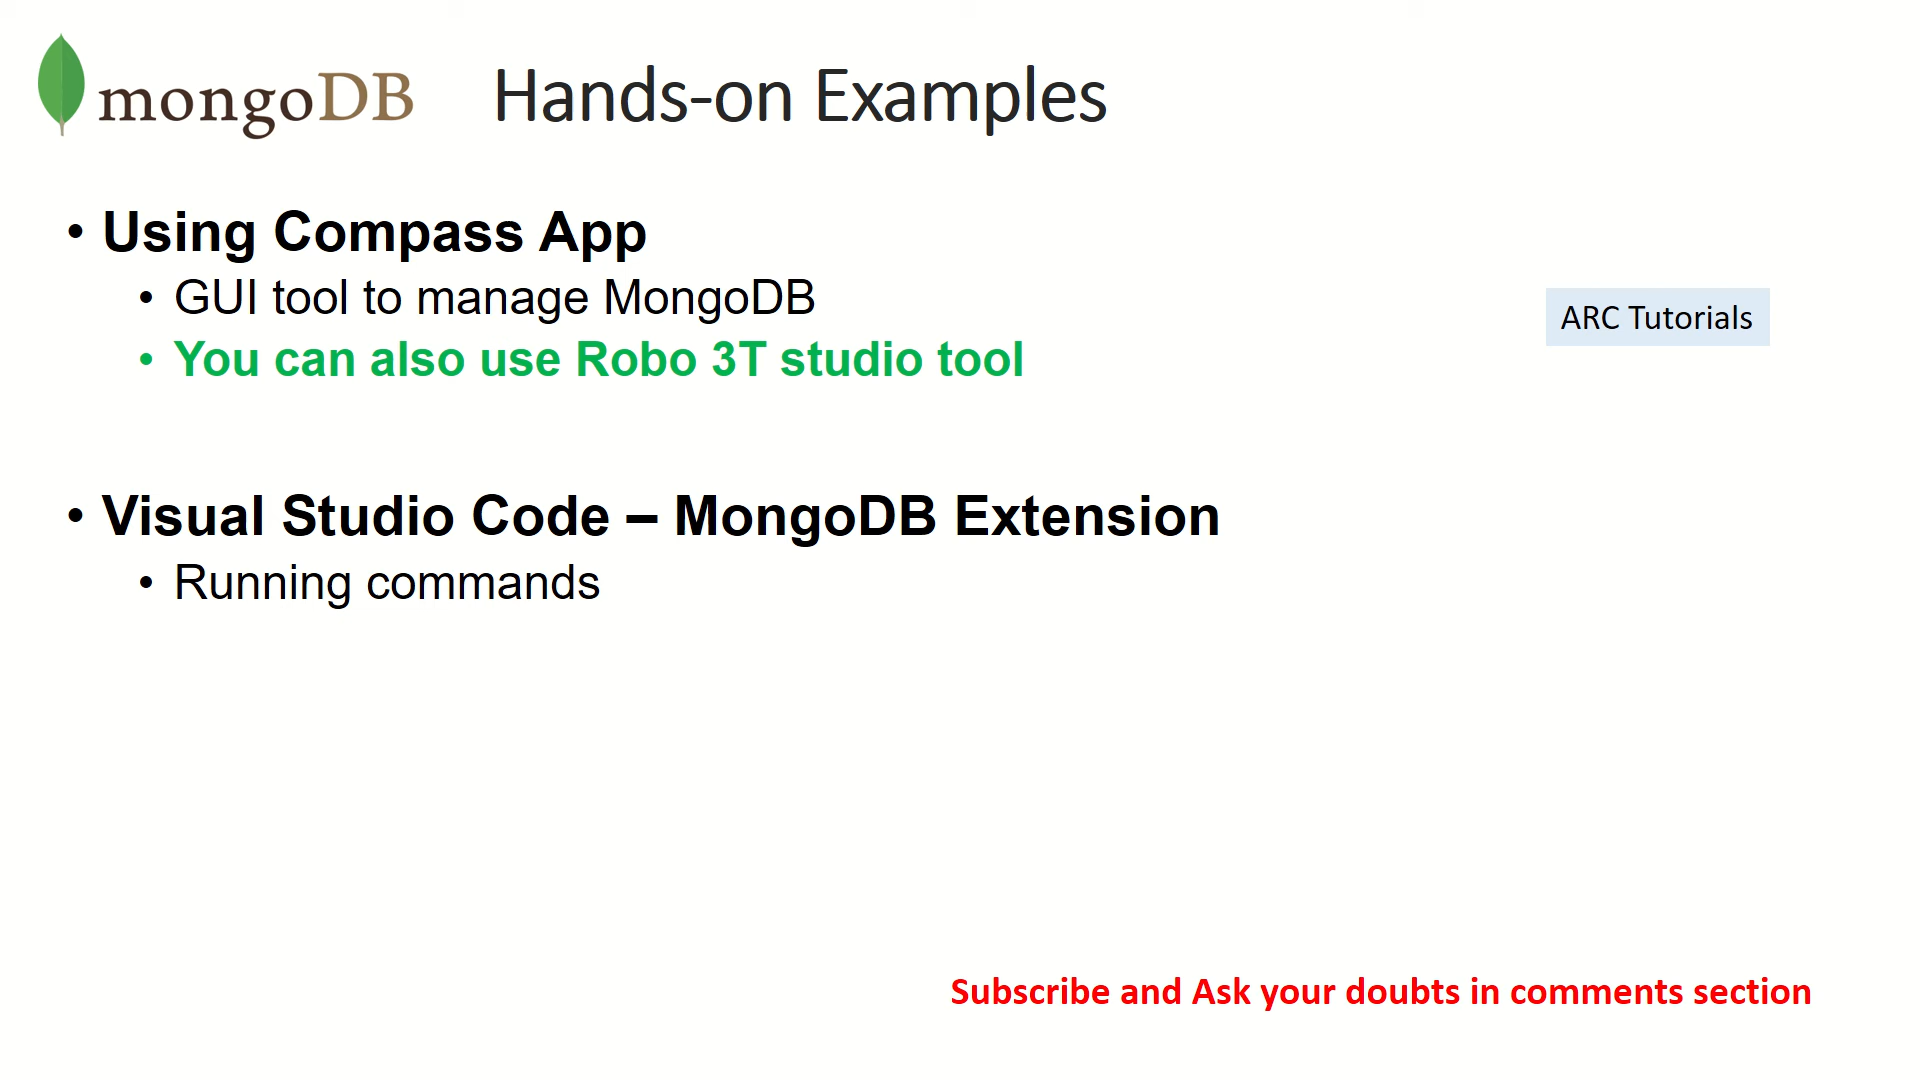 mongoDB
Hands-on Examples
• Using Compass App
• GUI tool to manage MongoDB
ARC Tutorials
• You can also use Robo 3T studio tool
• Visual Studio Code – MongoDB Extension
• Running commands
Subscribe and Ask your doubts in comments section